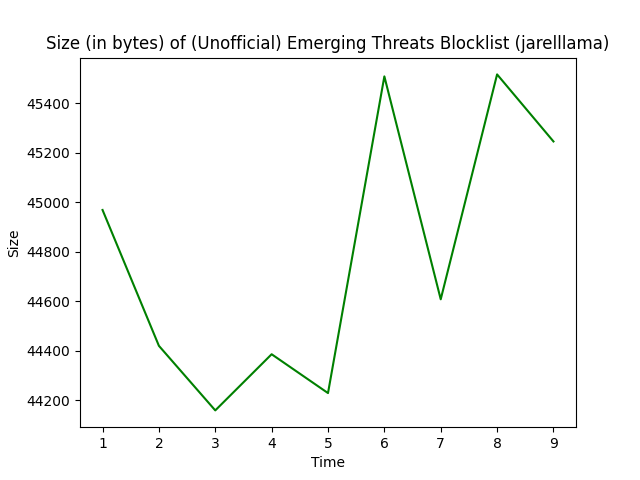 Size (in bytes) of (Unofficial) Emerging Threats Blocklist (jarelllama)
45400
45200
45000
44800
44600
44400
44200
Size
1 2 3 4 5 6 7 8 9
Time